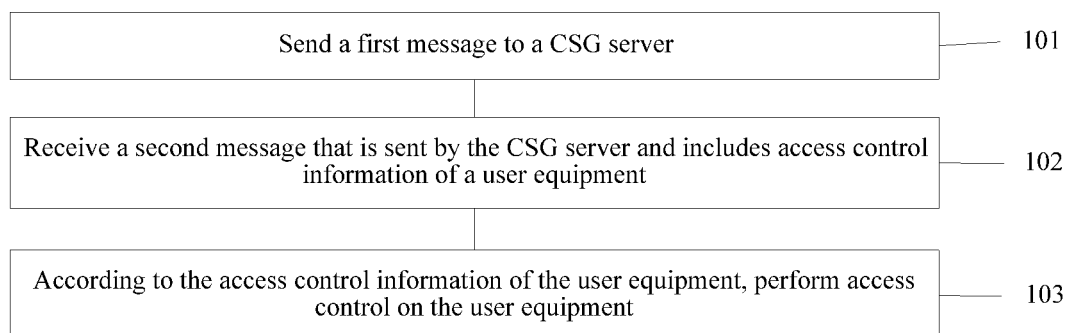 Send a first message to a CSG server
101
Receive a second message that is sent by the CSG server and includes access control
information of a user equipment
102
According to the access control information of the user equipment, perform access
control on the user equipment
103